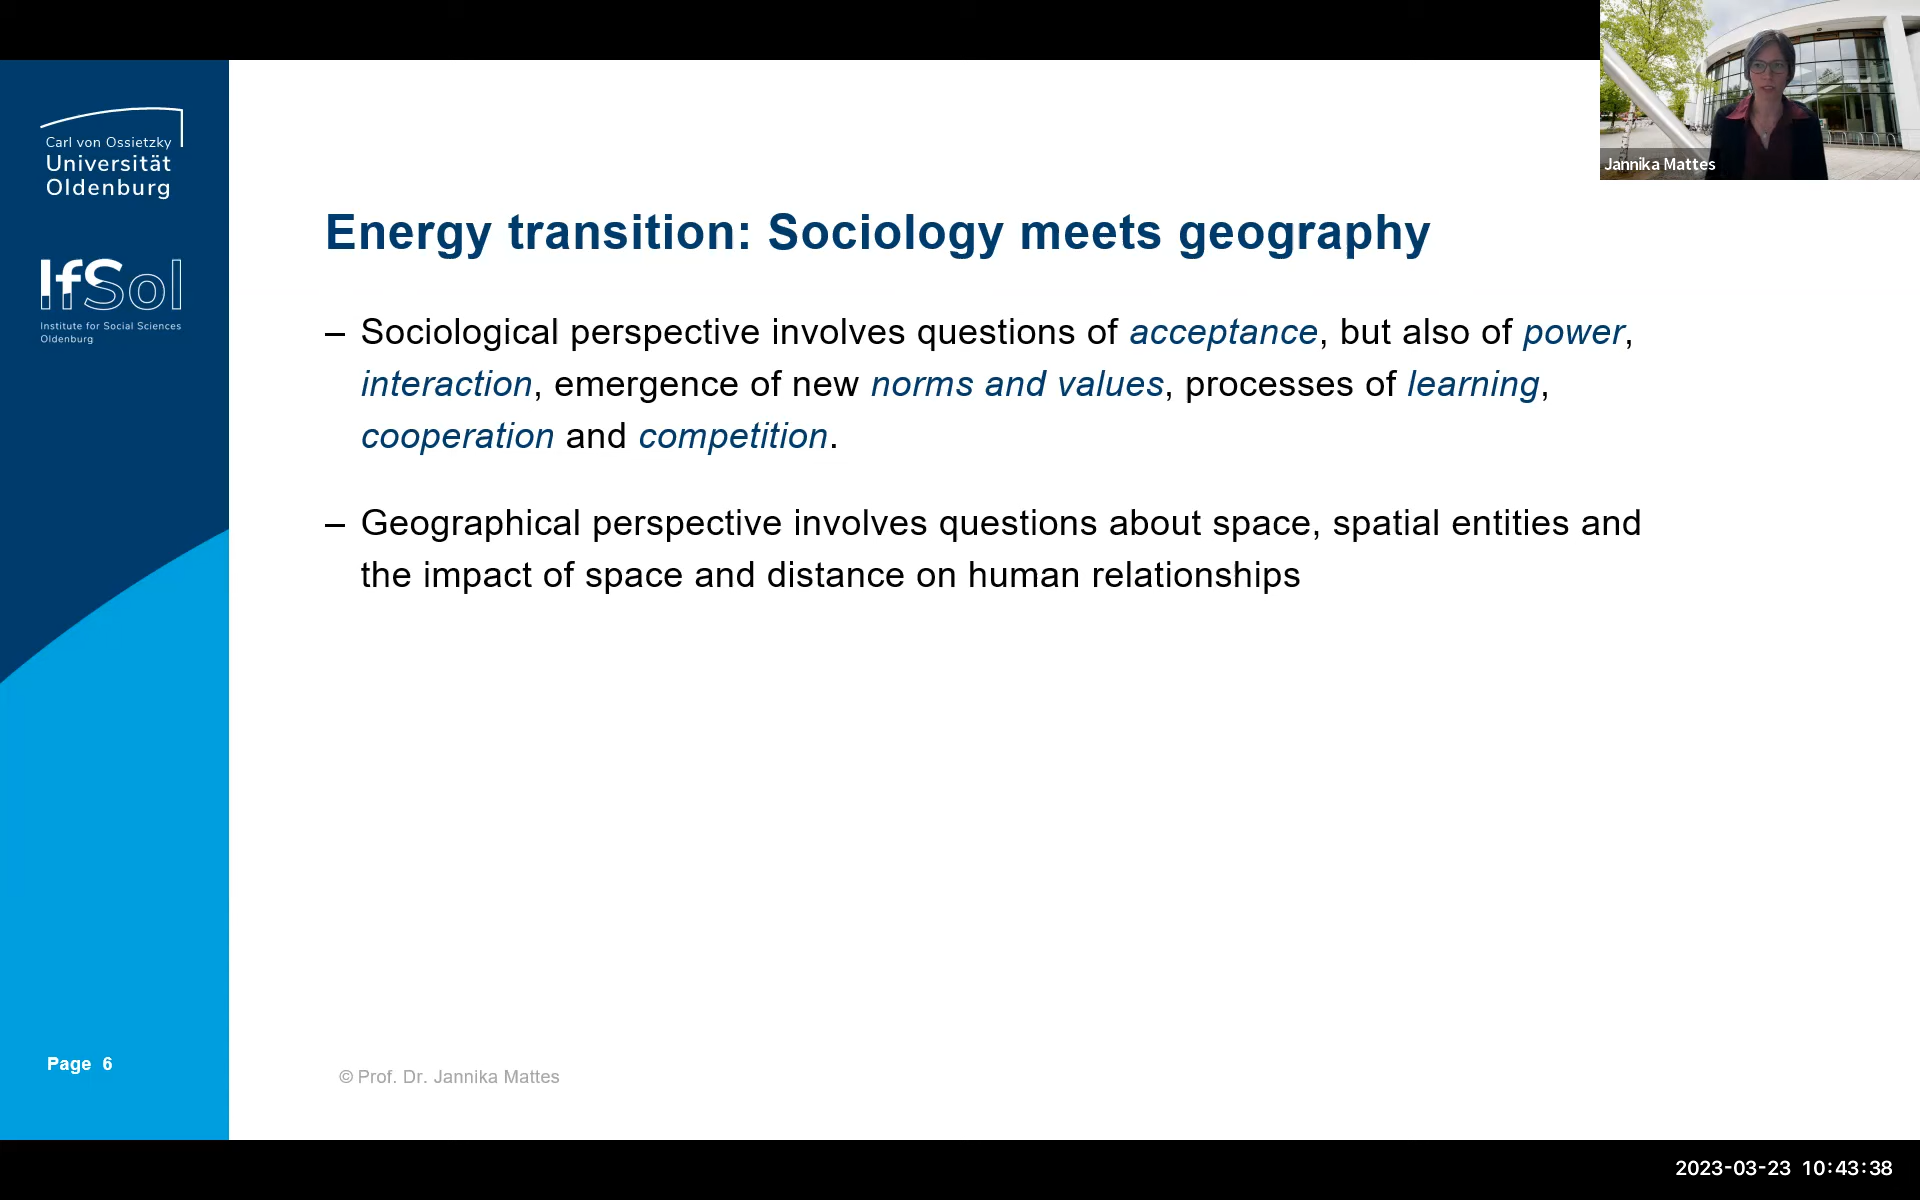 Carl von Ossietzky
Universität
Oldenburg
IfSol
Institute for Social Sciences
Oldenburg
Jannika Mattes
Energy transition: Sociology meets geography
– Sociological perspective involves questions of acceptance, but also of power,
interaction, emergence of new norms and values, processes of learning,
cooperation and competition.
– Geographical perspective involves questions about space, spatial entities and
the impact of space and distance on human relationships
Page 6
© Prof. Dr. Jannika Mattes
2023-03-23 10:43:38